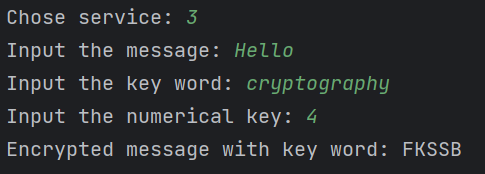 Chose service: 3
Input the message: Hello
Input the key word: cryptography
Input the numerical key: 4
Encrypted message with key word: FKSSB